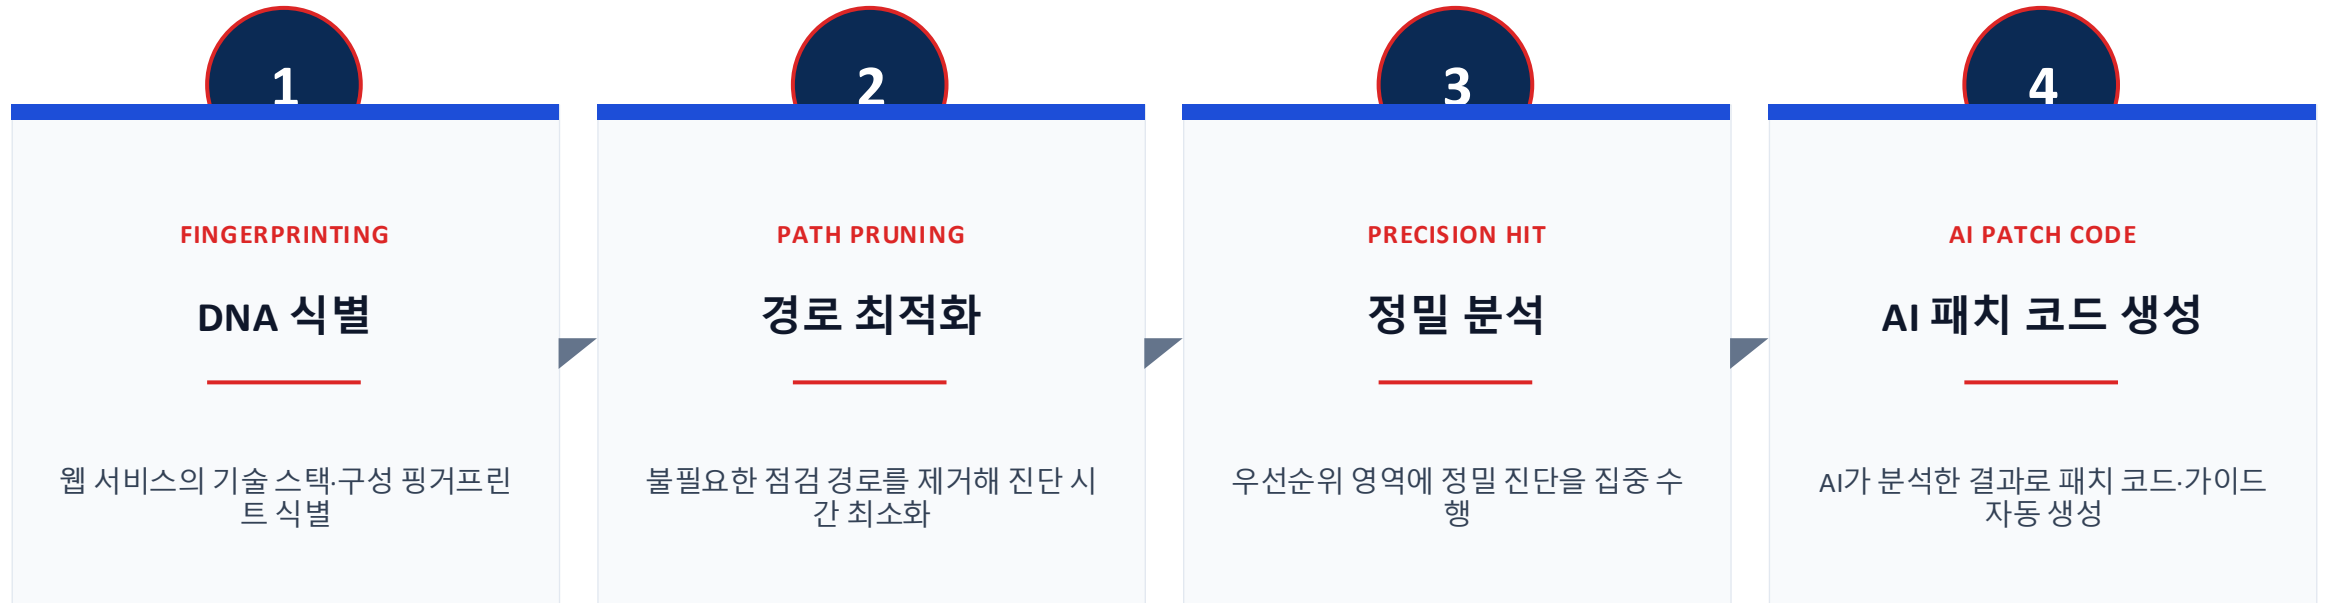 1
FINGERPRINTING
DNA 식별
웹 서비스의 기술 스택·구성 핑거프린
트 식별
2
PATH PRUNING
경로 최적화
불필요한 점검 경로를 제거해 진단 시
간 최소화
3
PRECISION HIT
정밀 분석
우선순위 영역에 정밀 진단을 집중 수
행
4
AI PATCH CODE
AI 패치 코드 생성
AI가 분석한 결과로 패치 코드·가이드
자동 생성